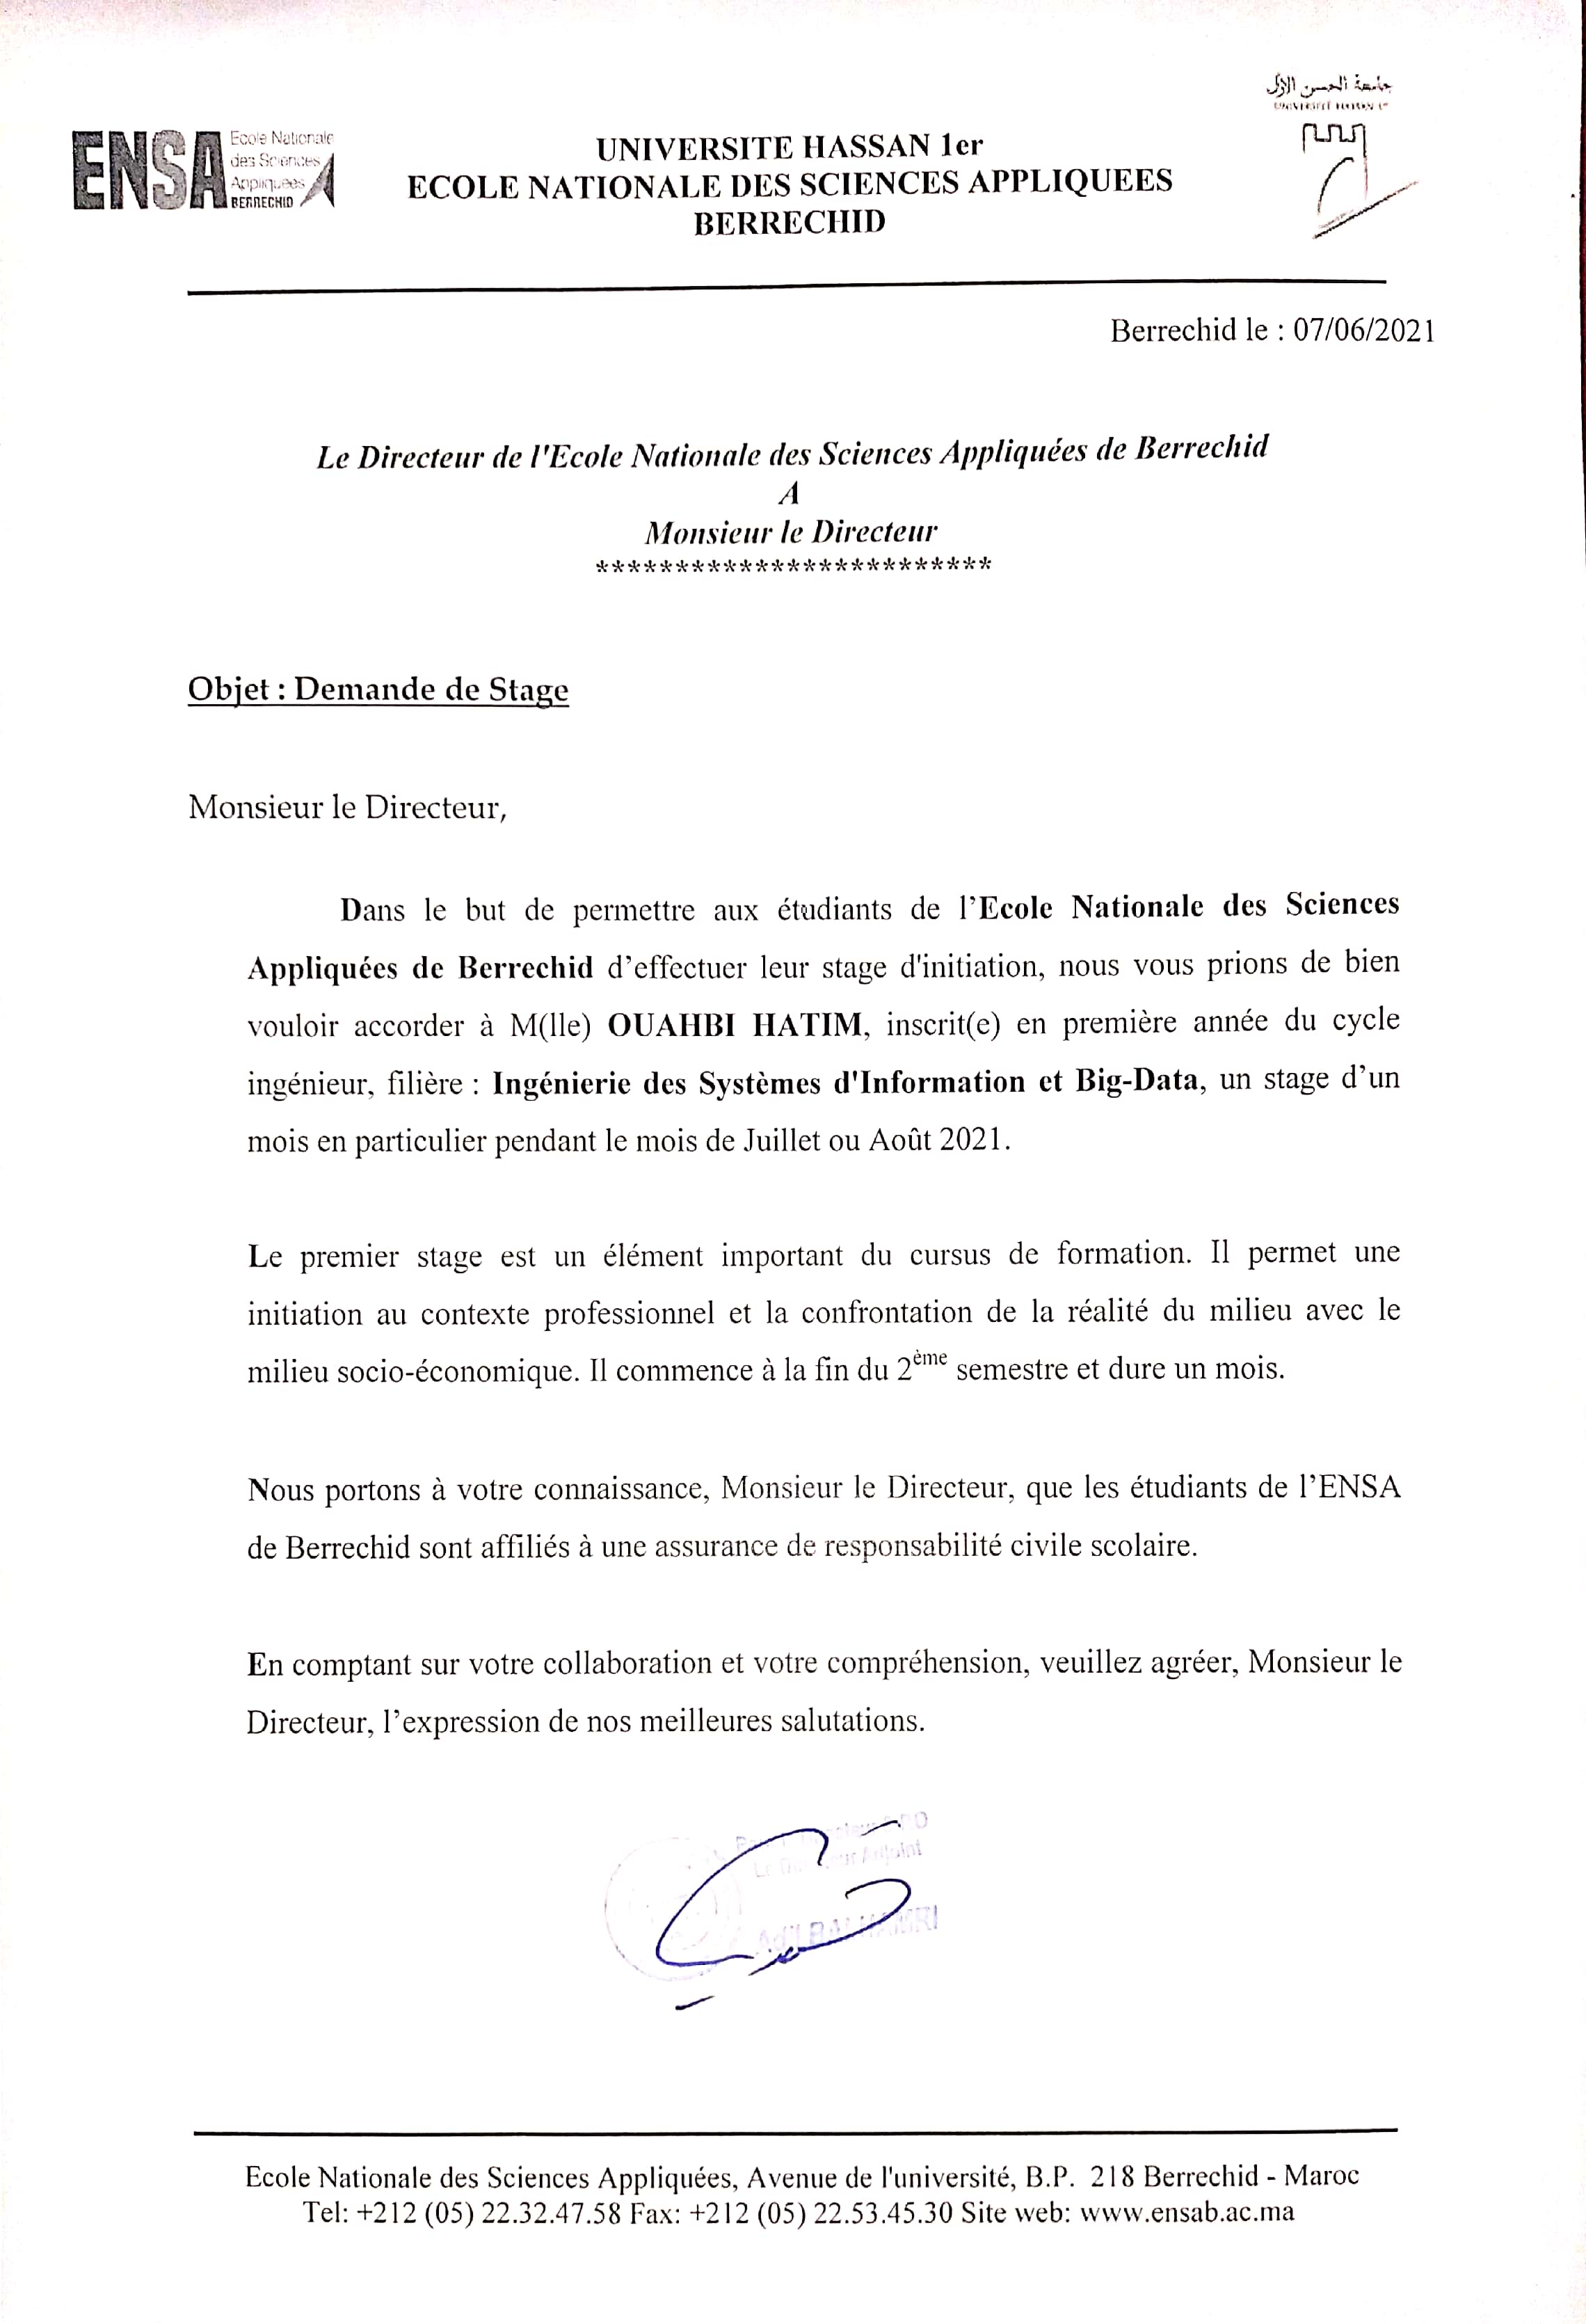 ENSA
Ecole Nationale
des Sciences
Appliquées
BERRECHID
جامعة الحسن الأول
UNIVERSITE HASSAN 1er
ECOLE NATIONALE DES SCIENCES APPLIQUEES
BERRECHID
Berrechid le : 07/06/2021
Le Directeur de l'Ecole Nationale des Sciences Appliquées de Berrechid
A
Monsieur le Directeur
*************************
Objet : Demande de Stage
Monsieur le Directeur,
Dans le but de permettre aux étudiants de l’Ecole Nationale des Sciences
Appliquées de Berrechid d’effectuer leur stage d'initiation, nous vous prions de bien
vouloir accorder à M(lle) OUAHBI HATIM, inscrit(e) en première année du cycle
ingénieur, filière : Ingénierie des Systèmes d'Information et Big-Data, un stage d’un
mois en particulier pendant le mois de Juillet ou Août 2021.
Le premier stage est un élément important du cursus de formation. Il permet une
initiation au contexte professionnel et la confrontation de la réalité du milieu avec le
milieu socio-économique. Il commence à la fin du 2ème semestre et dure un mois.
Nous portons à votre connaissance, Monsieur le Directeur, que les étudiants de l’ENSA
de Berrechid sont affiliés à une assurance de responsabilité civile scolaire.
En comptant sur votre collaboration et votre compréhension, veuillez agréer, Monsieur le
Directeur, l’expression de nos meilleures salutations.
Adjoint
Ecole Nationale des Sciences Appliquées, Avenue de l'université, B.P. 218 Berrechid - Maroc
Tel: +212 (05) 22.32.47.58 Fax: +212 (05) 22.53.45.30 Site web: www.ensab.ac.ma